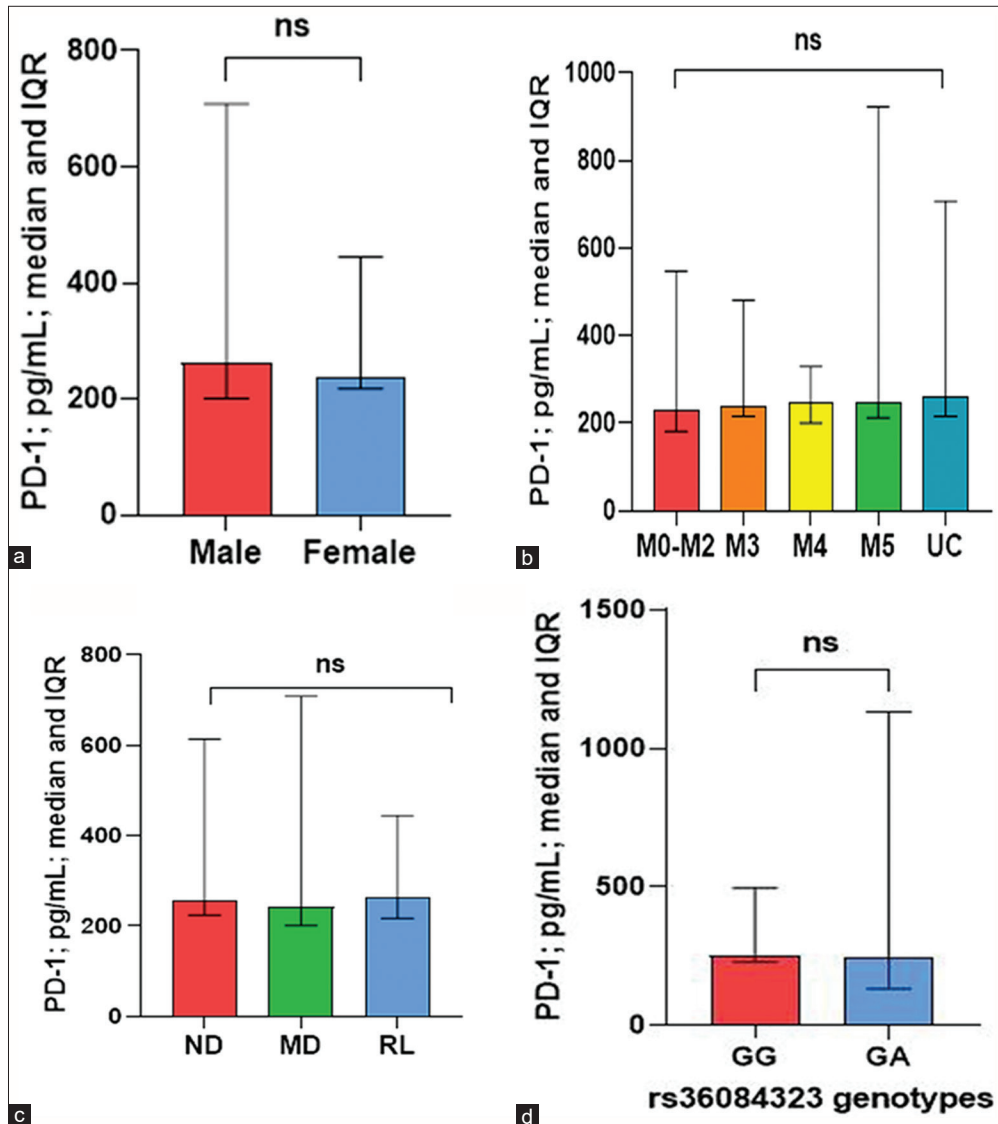 ns
PD-1; pg/mL; median and IQR
800
600
400
200
0
Male Female
a
ns
PD-1; pg/mL; median and IQR
1000
800
600
400
200
0
M0-M2 M3 M4 M5 UC
b
ns
PD-1; pg/mL; median and IQR
800
600
400
200
0
ND MD RL
c
ns
PD-1; pg/mL; median and IQR
1500
1000
500
0
GG GA
rs36084323 genotypes
d